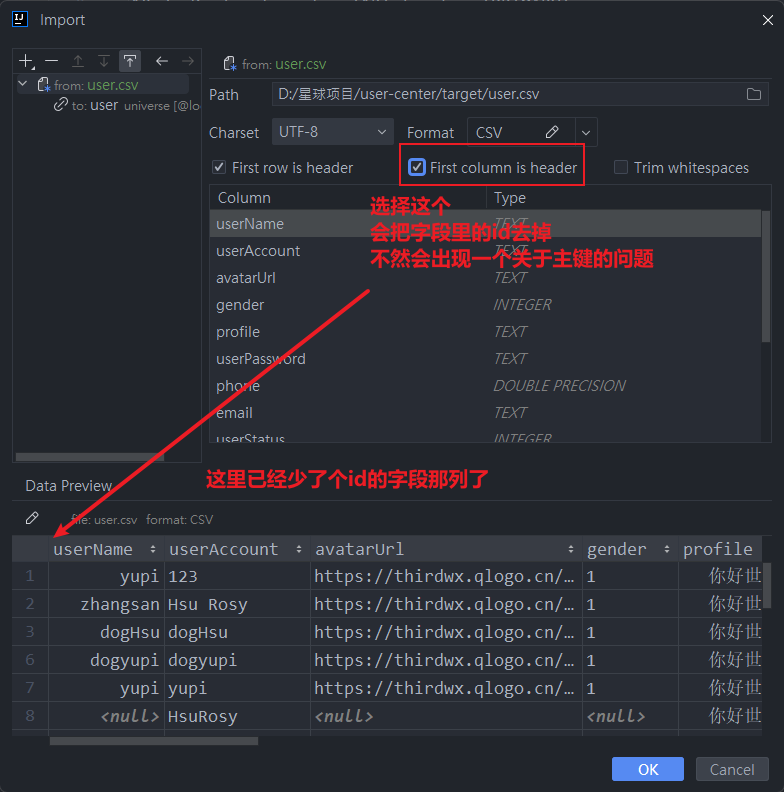 IJ Import
from: user.csv
from: user.csv
to: user universe [@lo
Path D:/星球项目/user-center/target/user.csv
Charset UTF-8 Format CSV
First row is header First column is header Trim whitespaces
Column Type
userName TEXT
userAccount TEXT
avatarUrl TEXT
gender INTEGER
profile TEXT
userPassword TEXT
phone DOUBLE PRECISION
email TEXT
userStatus INTEGER
选择这个
会把字段里的id去掉
不然会出现一个关于主键的问题
这里已经少了个id的字段那列了
Data Preview
file: user.csv format: CSV
userName userAccount avatarUrl gender profile
1 yupi 123 https://thirdwx.qlogo.cn/… 1 你好世
2 zhangsan Hsu Rosy https://thirdwx.qlogo.cn/… 1 你好世
3 dogHsu dogHsu https://thirdwx.qlogo.cn/… 1 你好世
6 dogyupi dogyupi https://thirdwx.qlogo.cn/… 1 你好世
7 yupi yupi https://thirdwx.qlogo.cn/… 1 你好世
8 <null> HsuRosy <null> <null> 你好世
OK Cancel